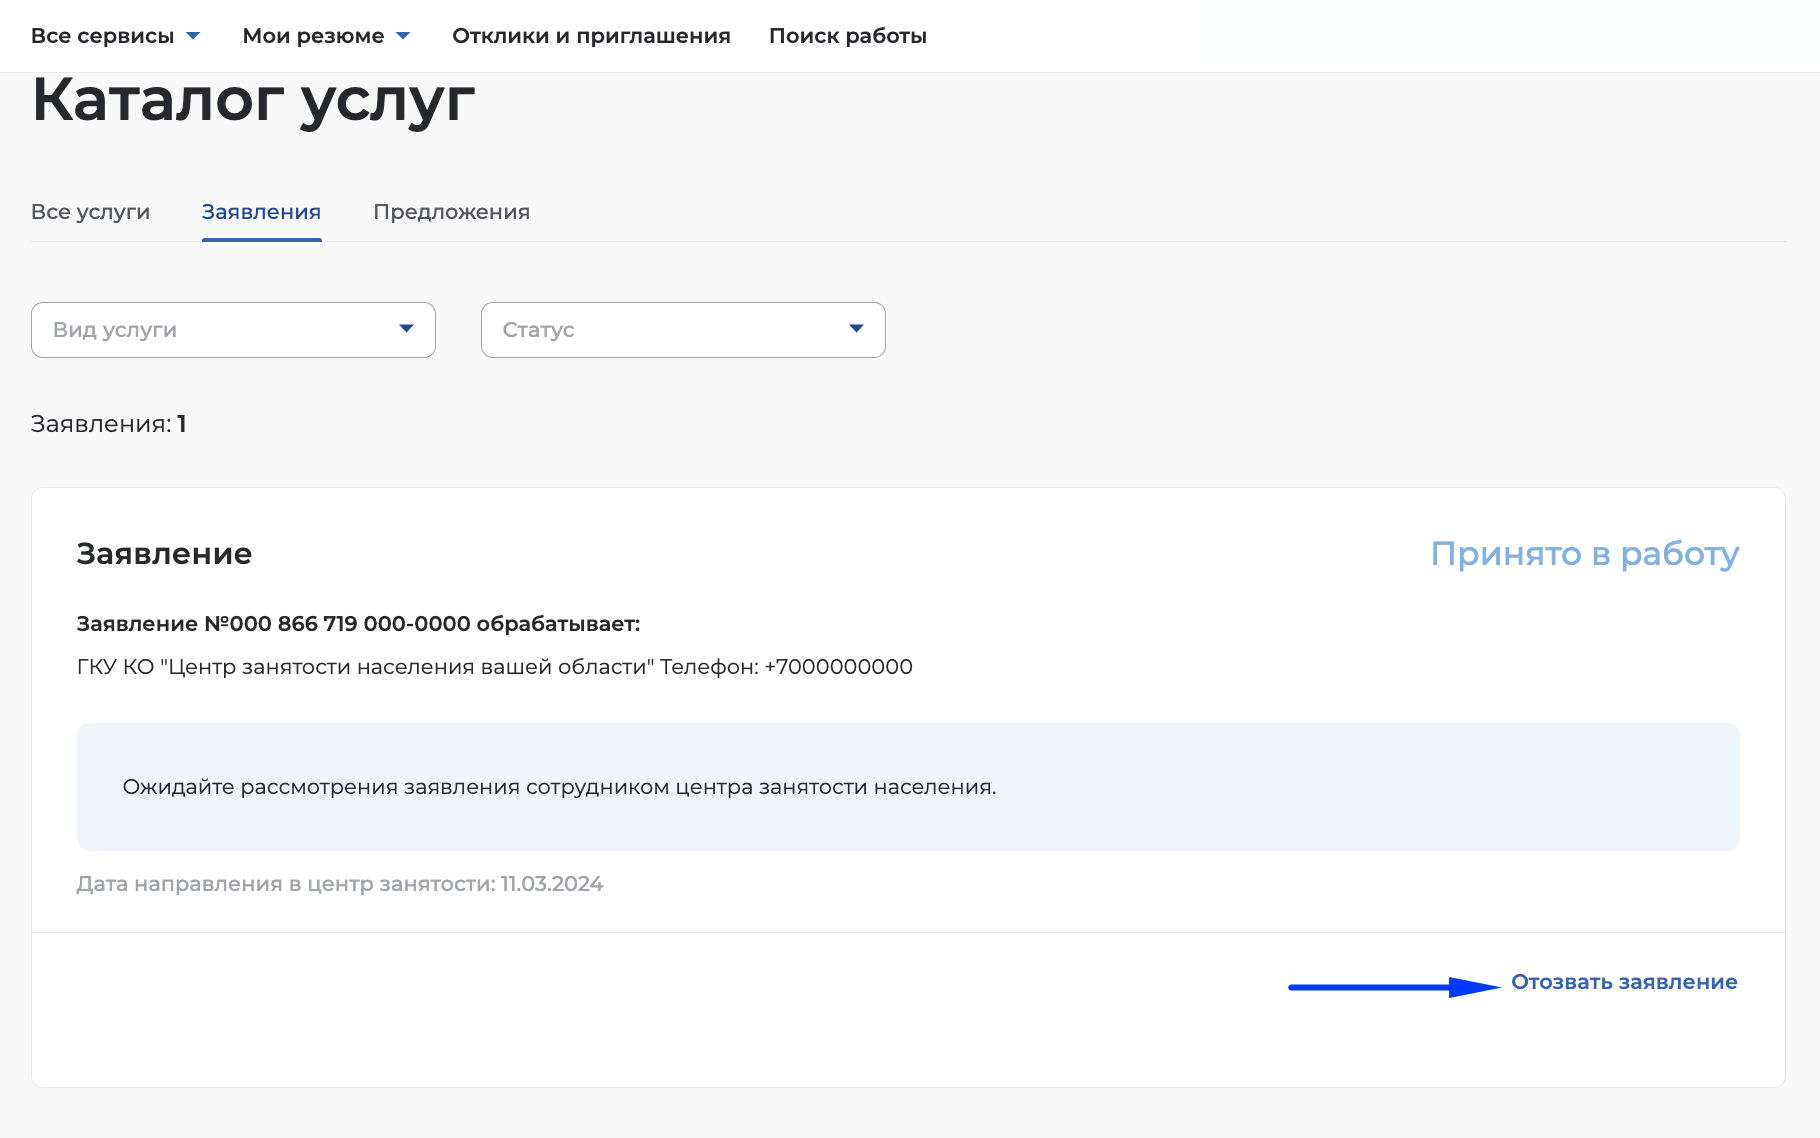 Все сервисы Мои резюме Отклики и приглашения Поиск работы
Каталог услуг
Все услуги Заявления Предложения
Вид услуги Статус
Заявления: 1
Заявление Принято в работу
Заявление №000 866 719 000-0000 обрабатывает:
ГКУ КО "Центр занятости населения вашей области" Телефон: +7000000000
Ожидайте рассмотрения заявления сотрудником центра занятости населения.
Дата направления в центр занятости: 11.03.2024
Отозвать заявление